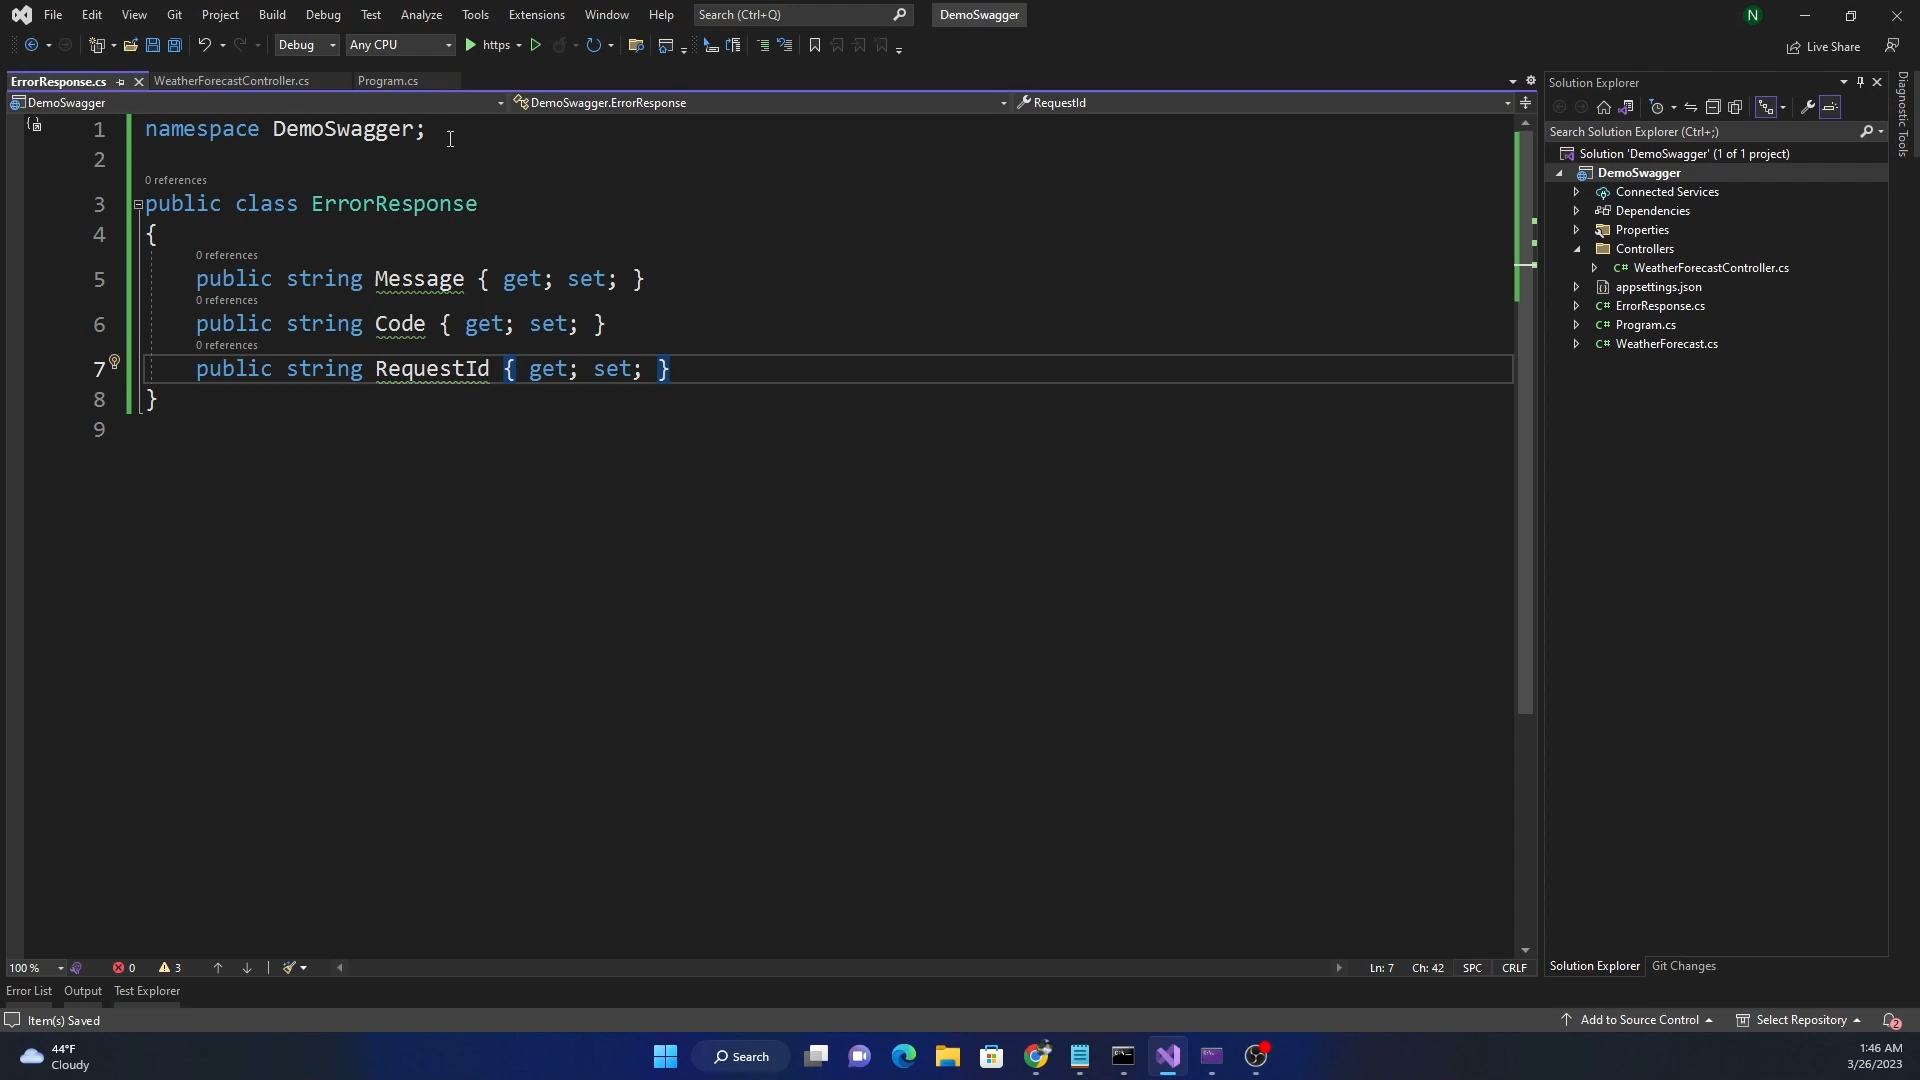 File Edit View Git Project Build Debug Test Analyze Tools Extensions Window Help Search (Ctrl+Q) DemoSwagger N
Debug Any CPU https Live Share
ErrorResponse.cs WeatherForecastController.cs Program.cs
DemoSwagger DemoSwagger.ErrorResponse RequestId
1 namespace DemoSwagger;
2
0 references
3 public class ErrorResponse
4 {
0 references
5 public string Message { get; set; }
0 references
6 public string Code { get; set; }
0 references
7 public string RequestId { get; set; }
8 }
9
Solution Explorer
Search Solution Explorer (Ctrl+;)
Solution 'DemoSwagger' (1 of 1 project)
DemoSwagger
Connected Services
Dependencies
Properties
Controllers
C# WeatherForecastController.cs
appsettings.json
C# ErrorResponse.cs
C# Program.cs
C# WeatherForecast.cs
Diagnostic Tools
100 % 0 3 Ln: 7 Ch: 42 SPC CRLF
Solution Explorer Git Changes
Error List Output Test Explorer
Item(s) Saved Add to Source Control Select Repository 2
44°F
Cloudy
Search
1:46 AM
3/26/2023